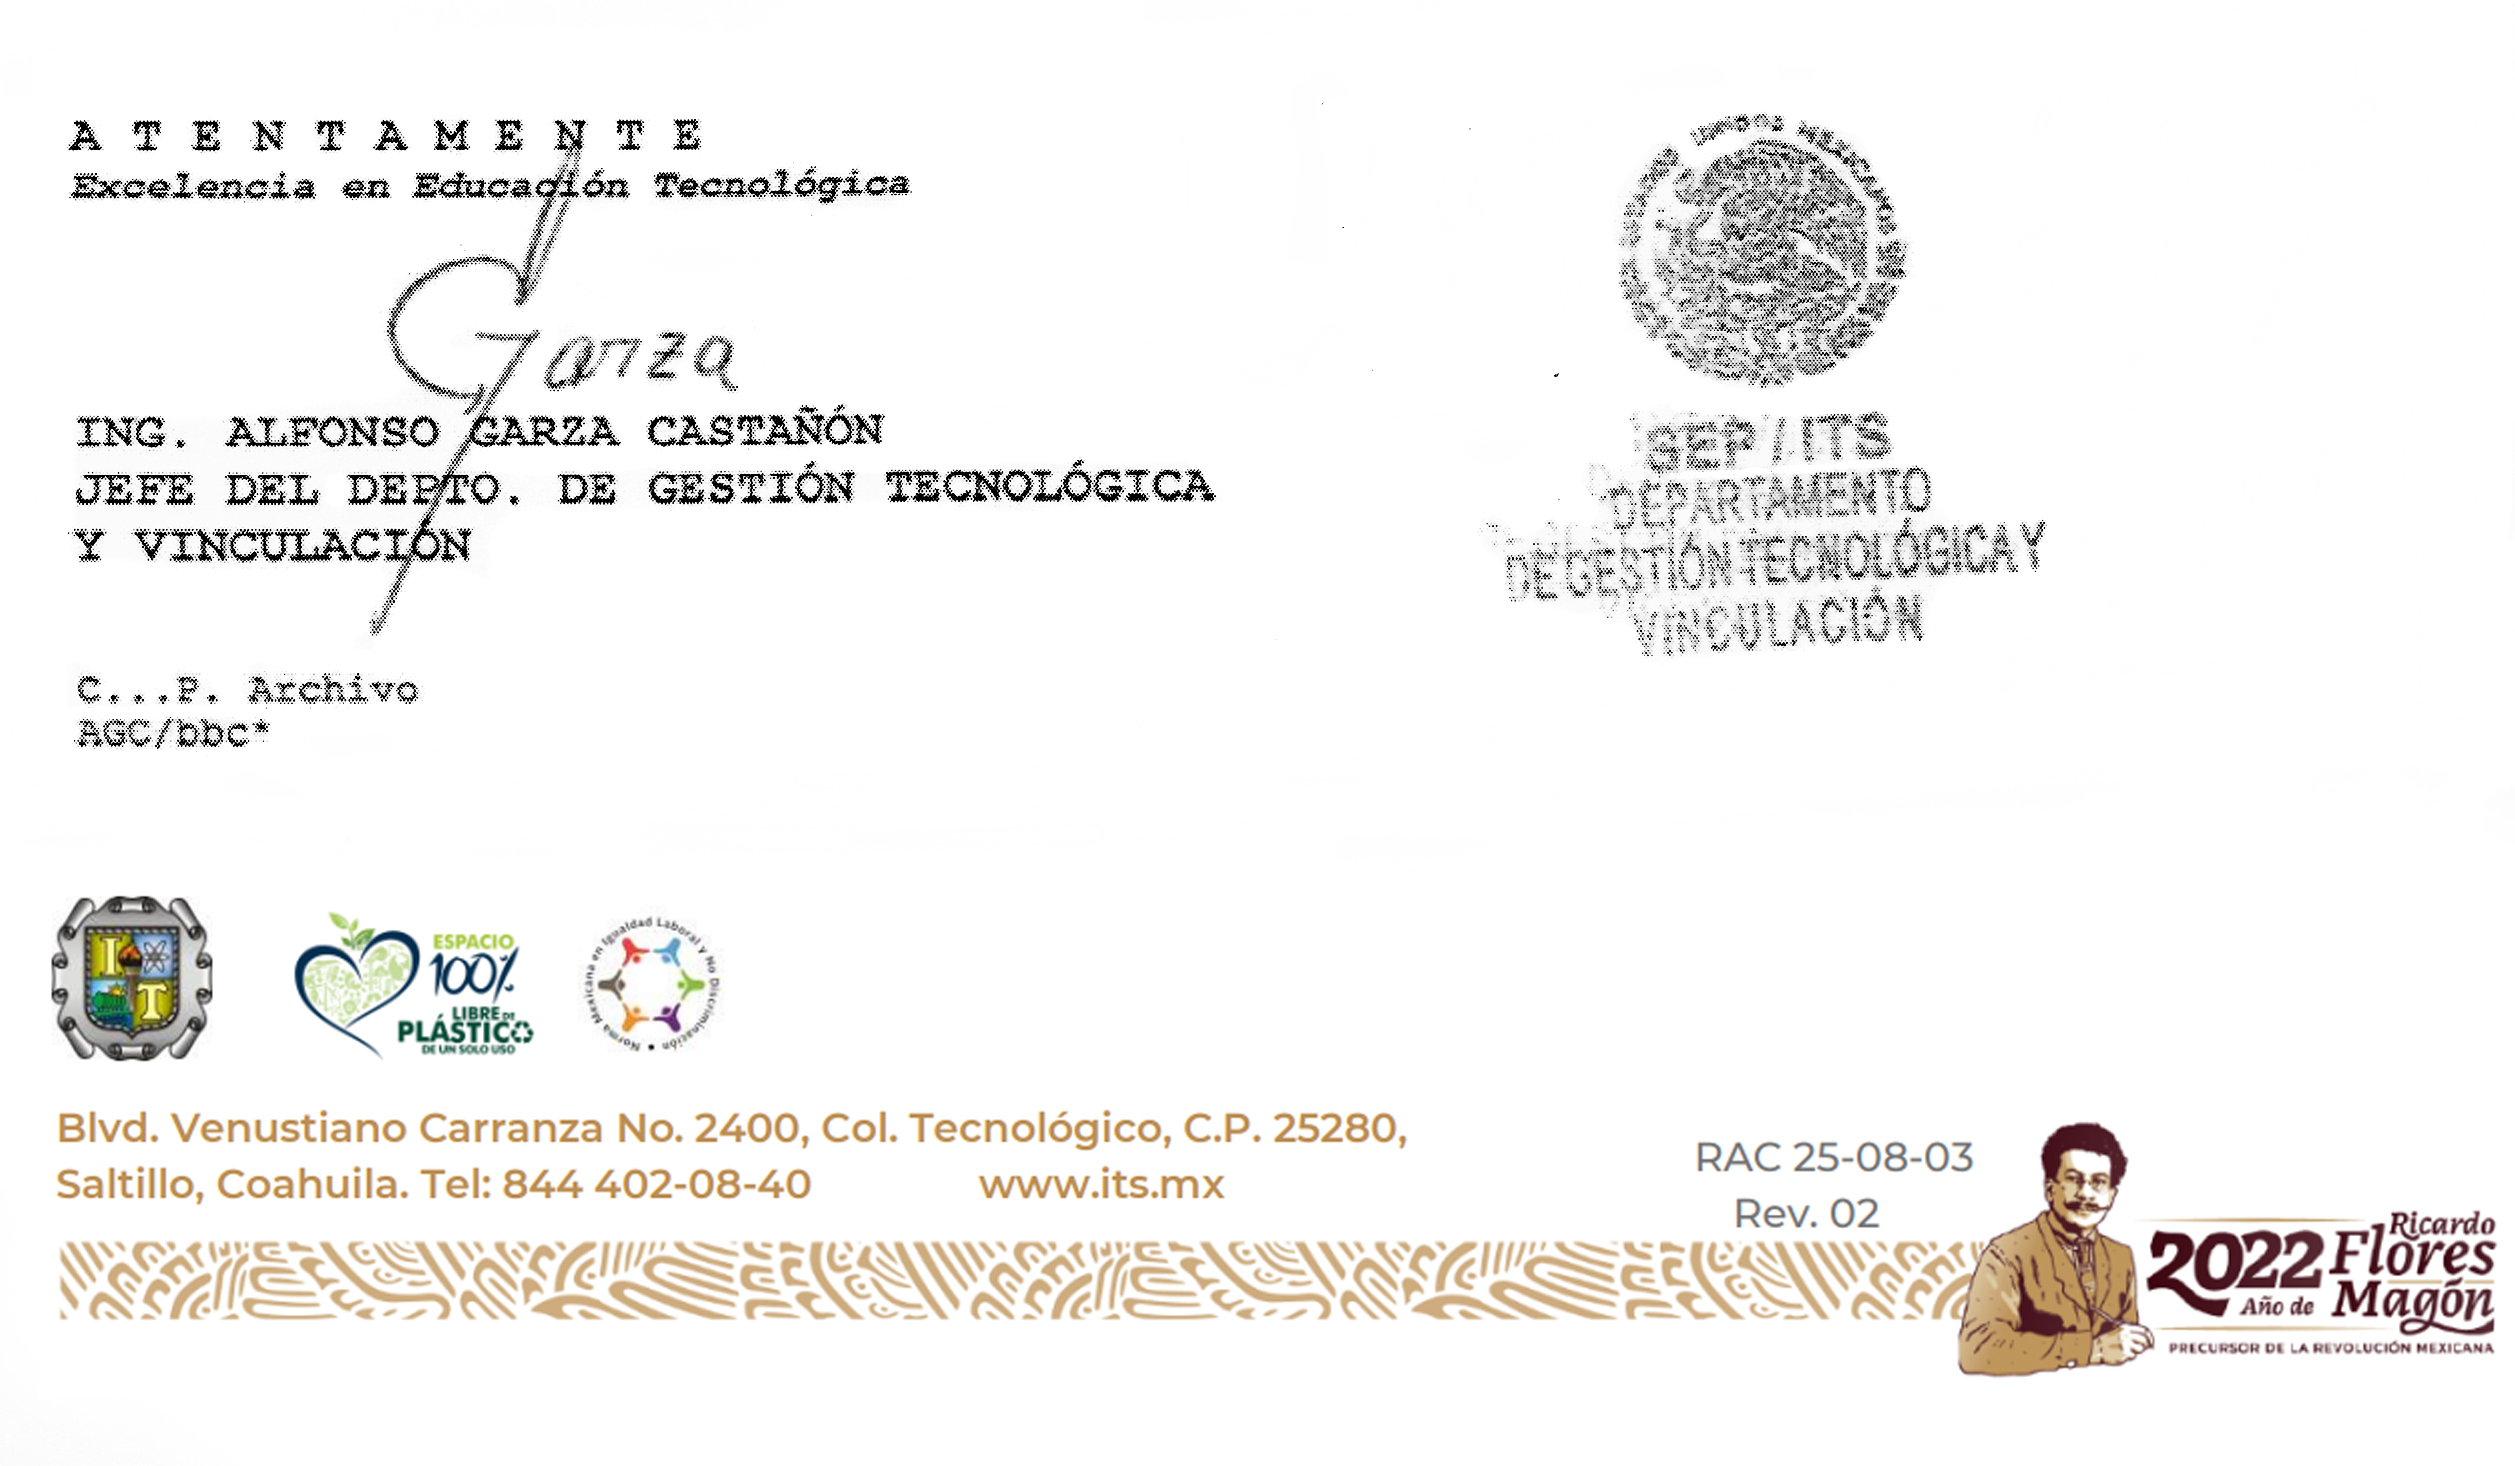 A T E N T A M E N T E
Excelencia en Educación Tecnológica
Garza
ING. ALFONSO GARZA CASTAÑÓN
JEFE DEL DEPTO. DE GESTIÓN TECNOLÓGICA
Y VINCULACIÓN
C...P. Archivo
AGC/bbc*
UNIDOS MEXICANOS
SEP / ITS
DEPARTAMENTO
DE GESTIÓN TECNOLÓGICA Y
VINCULACIÓN
I T
ESPACIO
100%
LIBRE DE
PLÁSTICO
DE UN SOLO USO
Norma Mexicana en Igualdad Laboral y No Discriminación
Blvd. Venustiano Carranza No. 2400, Col. Tecnológico, C.P. 25280,
Saltillo, Coahuila. Tel: 844 402-08-40 www.its.mx
RAC 25-08-03
Rev. 02
2022 Ricardo
Flores
Año de Magón
PRECURSOR DE LA REVOLUCIÓN MEXICANA